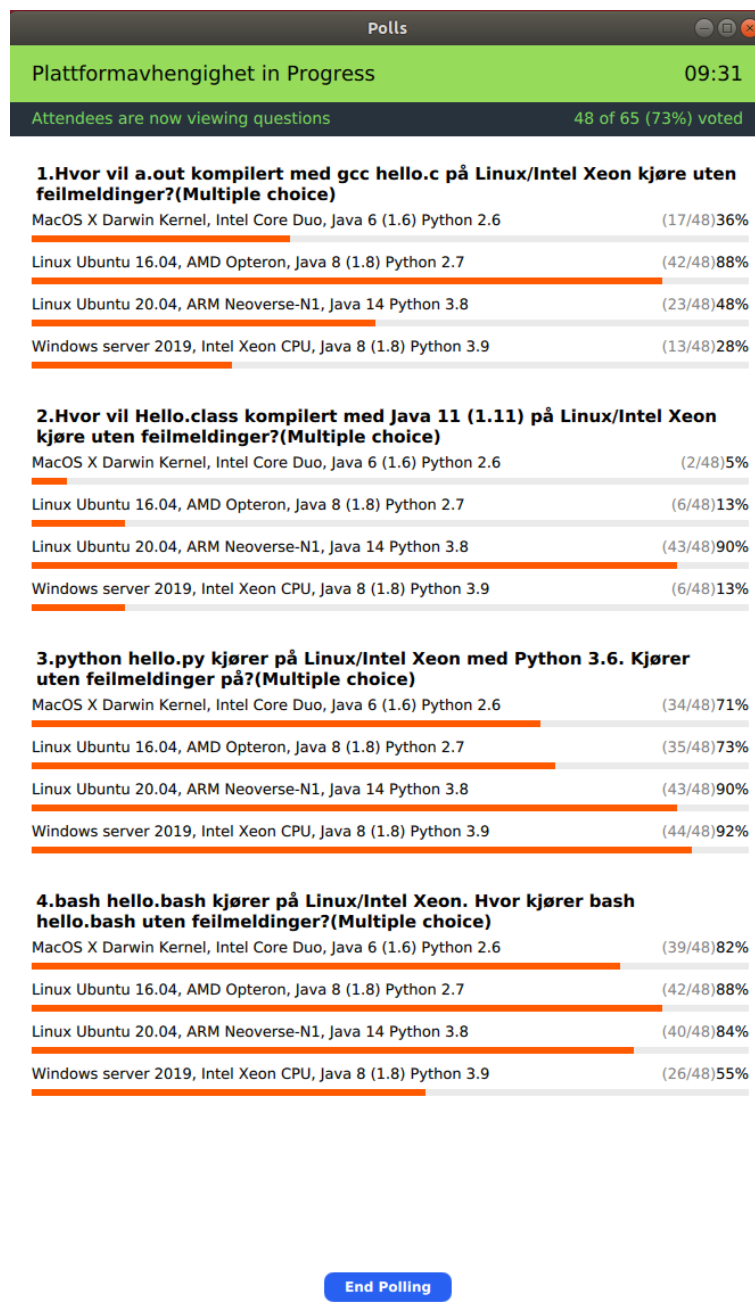 Polls
Plattformavhengighet in Progress 09:31
Attendees are now viewing questions 48 of 65 (73%) voted
1.Hvor vil a.out kompilert med gcc hello.c på Linux/Intel Xeon kjøre uten
feilmeldinger?(Multiple choice)
MacOS X Darwin Kernel, Intel Core Duo, Java 6 (1.6) Python 2.6 (17/48)36%
Linux Ubuntu 16.04, AMD Opteron, Java 8 (1.8) Python 2.7 (42/48)88%
Linux Ubuntu 20.04, ARM Neoverse-N1, Java 14 Python 3.8 (23/48)48%
Windows server 2019, Intel Xeon CPU, Java 8 (1.8) Python 3.9 (13/48)28%
2.Hvor vil Hello.class kompilert med Java 11 (1.11) på Linux/Intel Xeon
kjøre uten feilmeldinger?(Multiple choice)
MacOS X Darwin Kernel, Intel Core Duo, Java 6 (1.6) Python 2.6 (2/48)5%
Linux Ubuntu 16.04, AMD Opteron, Java 8 (1.8) Python 2.7 (6/48)13%
Linux Ubuntu 20.04, ARM Neoverse-N1, Java 14 Python 3.8 (43/48)90%
Windows server 2019, Intel Xeon CPU, Java 8 (1.8) Python 3.9 (6/48)13%
3.python hello.py kjører på Linux/Intel Xeon med Python 3.6. Kjører
uten feilmeldinger på?(Multiple choice)
MacOS X Darwin Kernel, Intel Core Duo, Java 6 (1.6) Python 2.6 (34/48)71%
Linux Ubuntu 16.04, AMD Opteron, Java 8 (1.8) Python 2.7 (35/48)73%
Linux Ubuntu 20.04, ARM Neoverse-N1, Java 14 Python 3.8 (43/48)90%
Windows server 2019, Intel Xeon CPU, Java 8 (1.8) Python 3.9 (44/48)92%
4.bash hello.bash kjører på Linux/Intel Xeon. Hvor kjører bash
hello.bash uten feilmeldinger?(Multiple choice)
MacOS X Darwin Kernel, Intel Core Duo, Java 6 (1.6) Python 2.6 (39/48)82%
Linux Ubuntu 16.04, AMD Opteron, Java 8 (1.8) Python 2.7 (42/48)88%
Linux Ubuntu 20.04, ARM Neoverse-N1, Java 14 Python 3.8 (40/48)84%
Windows server 2019, Intel Xeon CPU, Java 8 (1.8) Python 3.9 (26/48)55%
End Polling